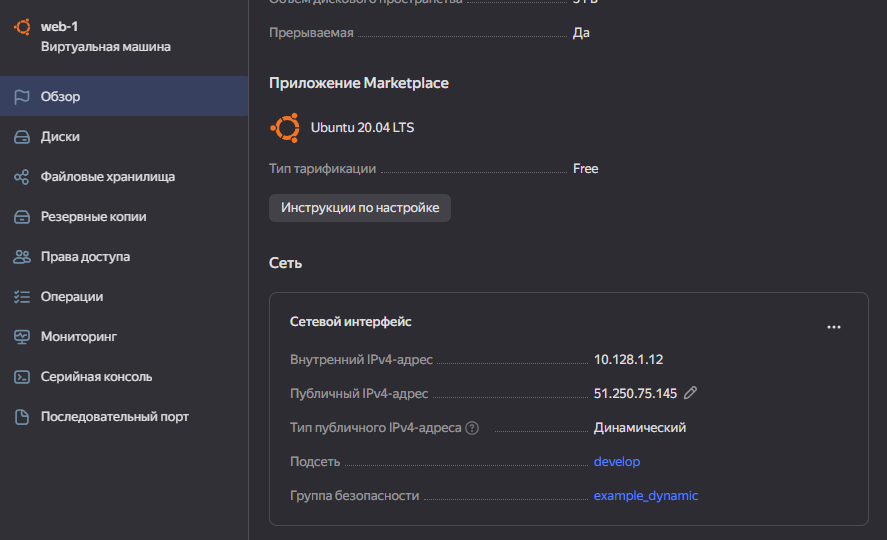 web-1
Виртуальная машина
Обзор
Диски
Файловые хранилища
Резервные копии
Права доступа
Операции
Мониторинг
Серийная консоль
Последовательный порт
Объём дискового пространства
Прерываемая Да
Приложение Marketplace
Ubuntu 20.04 LTS
Тип тарификации Free
Инструкции по настройке
Сеть
Сетевой интерфейс
Внутренний IPv4-адрес 10.128.1.12
Публичный IPv4-адрес 51.250.75.145
Тип публичного IPv4-адреса Динамический
Подсеть develop
Группа безопасности example_dynamic